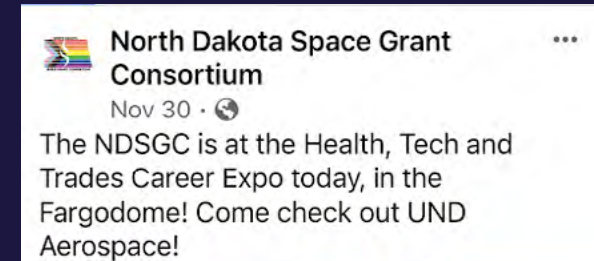 North Dakota Space Grant
Consortium
Nov 30 ·
The NDSGC is at the Health, Tech and
Trades Career Expo today, in the
Fargodome! Come check out UND
Aerospace!